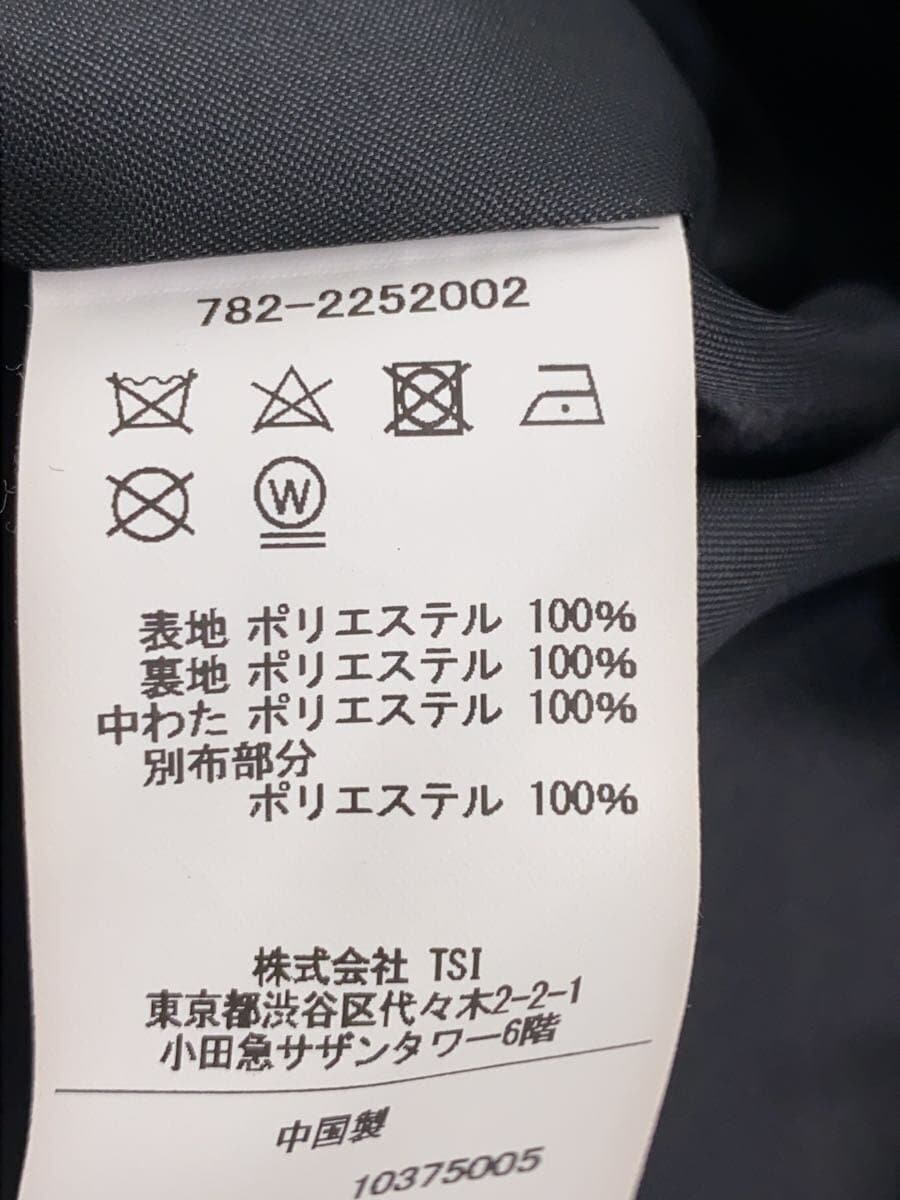 782-2252002
W
表地 ポリエステル 100%
裏地 ポリエステル 100%
中わた ポリエステル 100%
別布部分
ポリエステル 100%
株式会社 TSI
東京都渋谷区代々木2-2-1
小田急サザンタワー6階
中国製
10375005